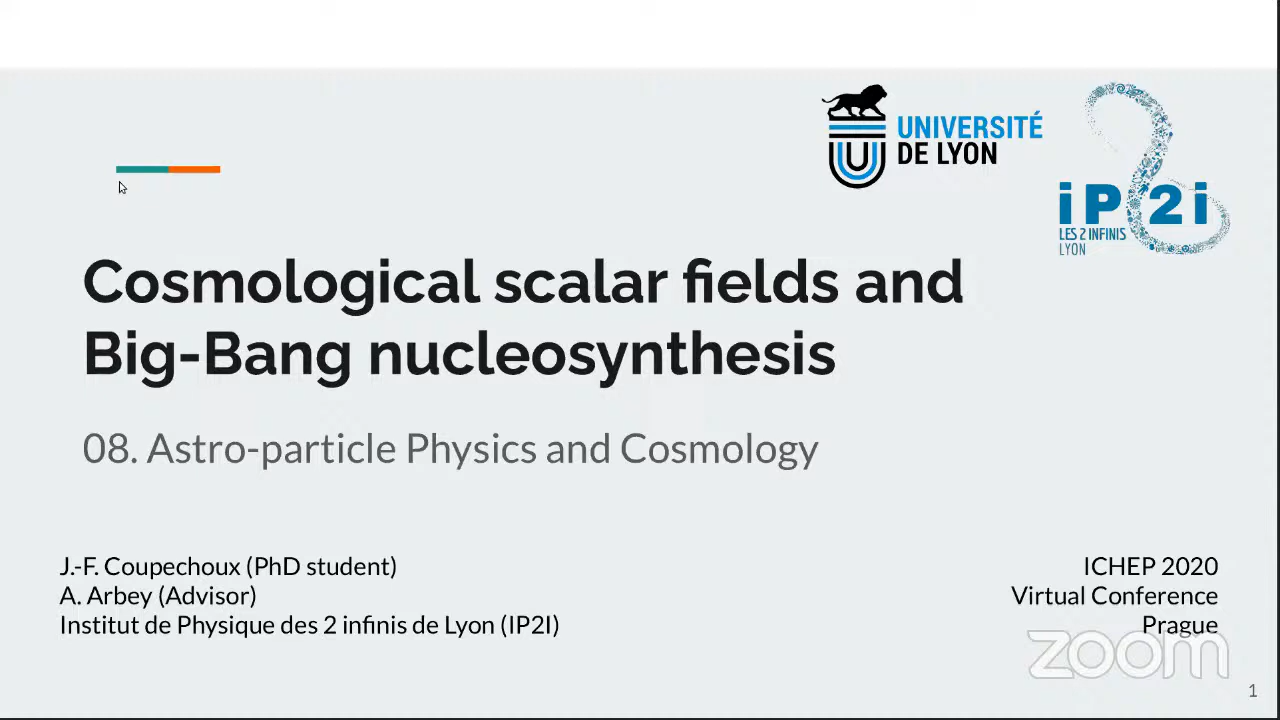 UNIVERSITÉ
DE LYON
iP2i
LES 2 INFINIS
LYON
Cosmological scalar fields and
Big-Bang nucleosynthesis
08. Astro-particle Physics and Cosmology
J.-F. Coupechoux (PhD student)
A. Arbey (Advisor)
Institut de Physique des 2 infinis de Lyon (IP2I)
ICHEP 2020
Virtual Conference
Prague
zoom
1